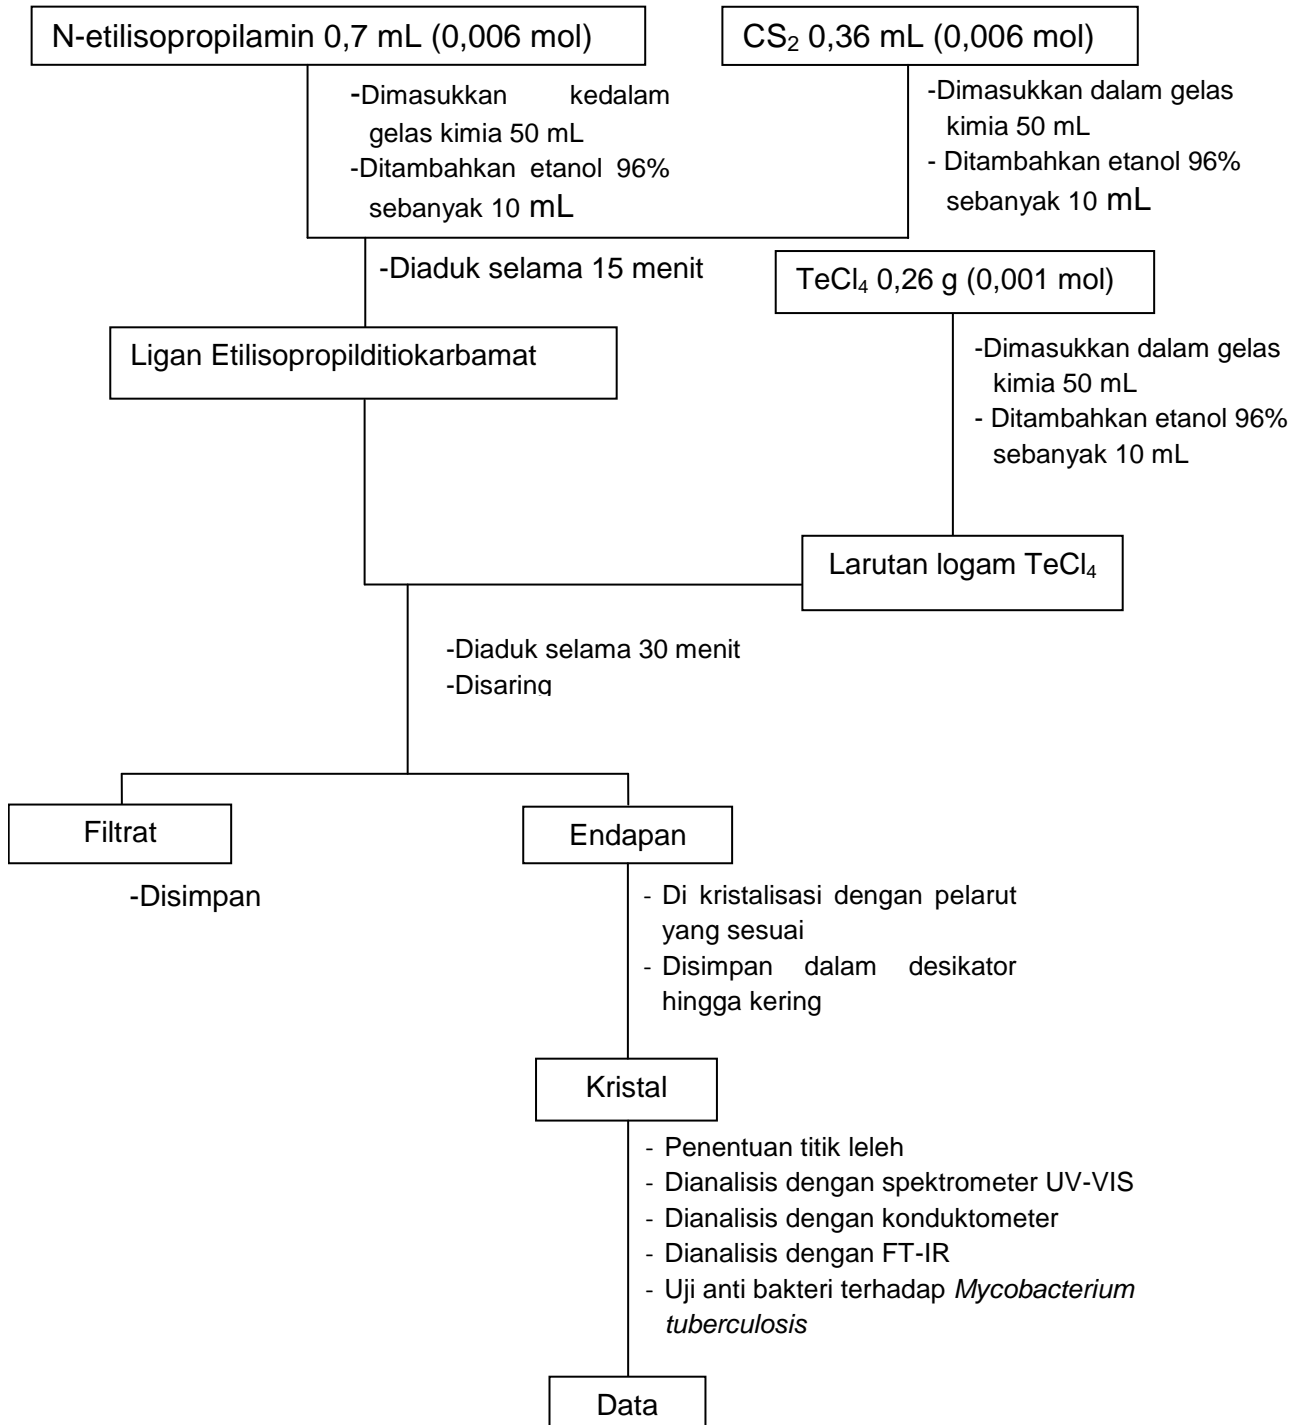 N-etilisopropilamin 0,7 mL (0,006 mol)
CS₂ 0,36 mL (0,006 mol)
-Dimasukkan kedalam
gelas kimia 50 mL
-Ditambahkan etanol 96%
sebanyak 10 mL
-Dimasukkan dalam gelas
kimia 50 mL
- Ditambahkan etanol 96%
sebanyak 10 mL
-Diaduk selama 15 menit
TeCl₄ 0,26 g (0,001 mol)
Ligan Etilisopropilditiokarbamat
-Dimasukkan dalam gelas
kimia 50 mL
- Ditambahkan etanol 96%
sebanyak 10 mL
Larutan logam TeCl₄
-Diaduk selama 30 menit
-Disaring
Filtrat
Endapan
-Disimpan
- Di kristalisasi dengan pelarut
yang sesuai
- Disimpan dalam desikator
hingga kering
Kristal
- Penentuan titik leleh
- Dianalisis dengan spektrometer UV-VIS
- Dianalisis dengan konduktometer
- Dianalisis dengan FT-IR
- Uji anti bakteri terhadap Mycobacterium
tuberculosis
Data